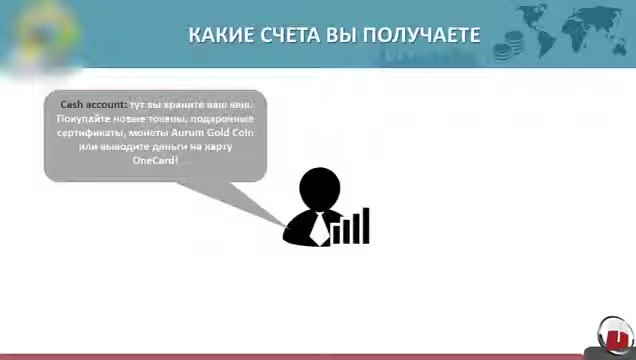 КАКИЕ СЧЕТА ВЫ ПОЛУЧАЕТЕ
Cash account: тут вы храните ваш кеш.
Покупайте новые токены, подарочные
сертификаты, монеты Aurum Gold Coin
или выводите деньги на карту
OneCard!